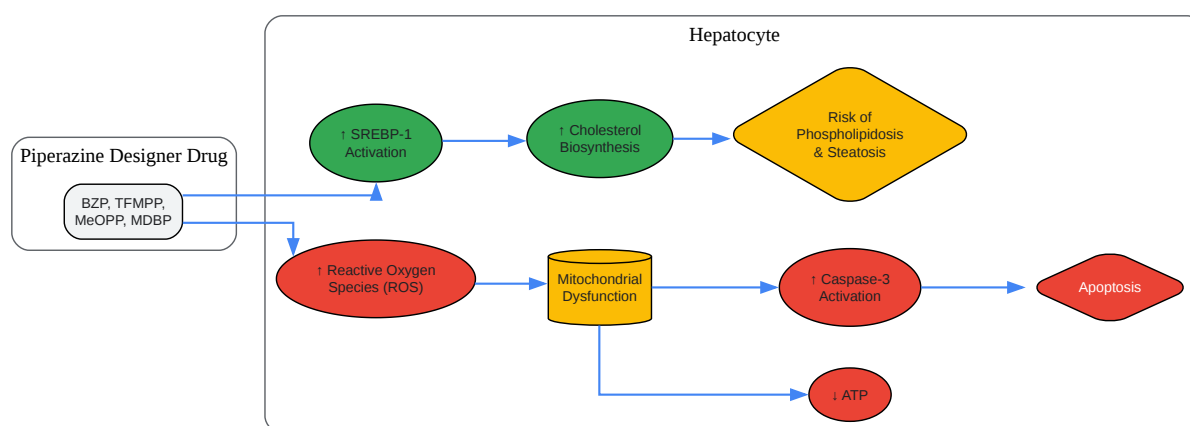 Hepatocyte
Piperazine Designer Drug
BZP, TFMPP,
MeOPP, MDBP
↑ SREBP-1
Activation
↑ Cholesterol
Biosynthesis
Risk of
Phospholipidosis
& Steatosis
↑ Reactive Oxygen
Species (ROS)
Mitochondrial
Dysfunction
↑ Caspase-3
Activation
Apoptosis
↓ ATP